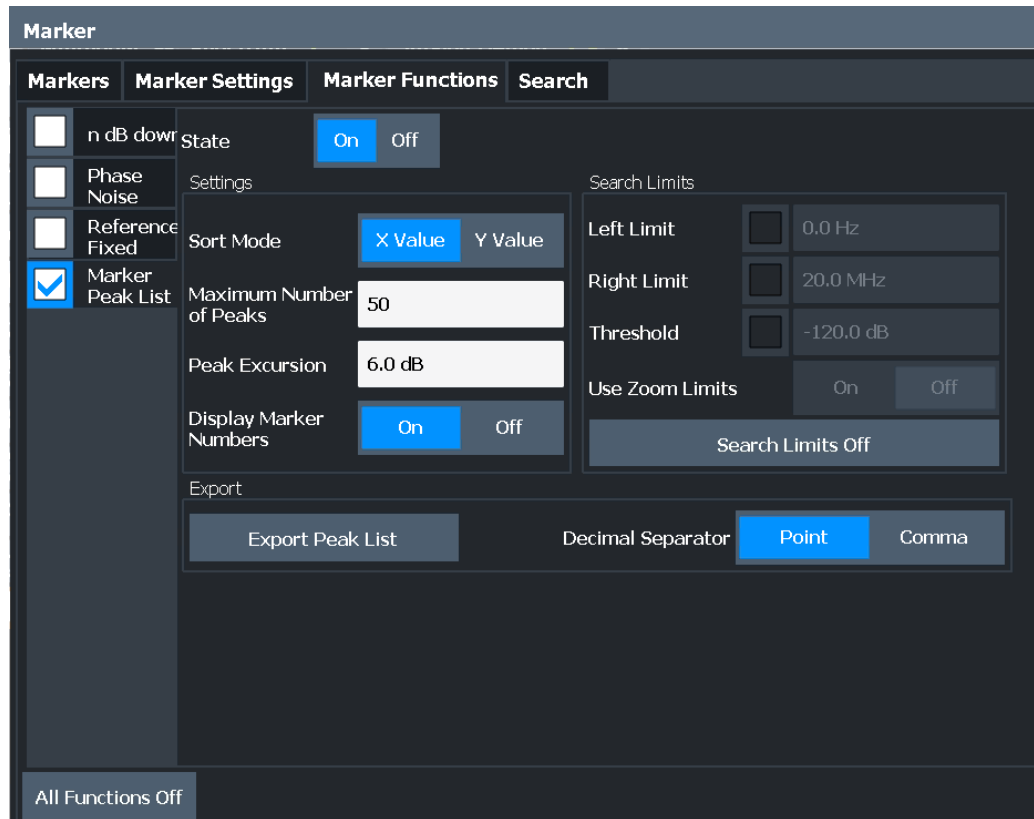 Marker
Markers
Marker Settings
Marker Functions
Search
n dB down
State
On
Off
Phase
Noise
Reference
Fixed
Marker
Peak List
Settings
Sort Mode
X Value
Y Value
Maximum Number
of Peaks
50
Peak Excursion
6.0 dB
Display Marker
Numbers
On
Off
Search Limits
Left Limit
0.0 Hz
Right Limit
20.0 MHz
Threshold
-120.0 dB
Use Zoom Limits
On
Off
Search Limits Off
Export
Export Peak List
Decimal Separator
Point
Comma
All Functions Off